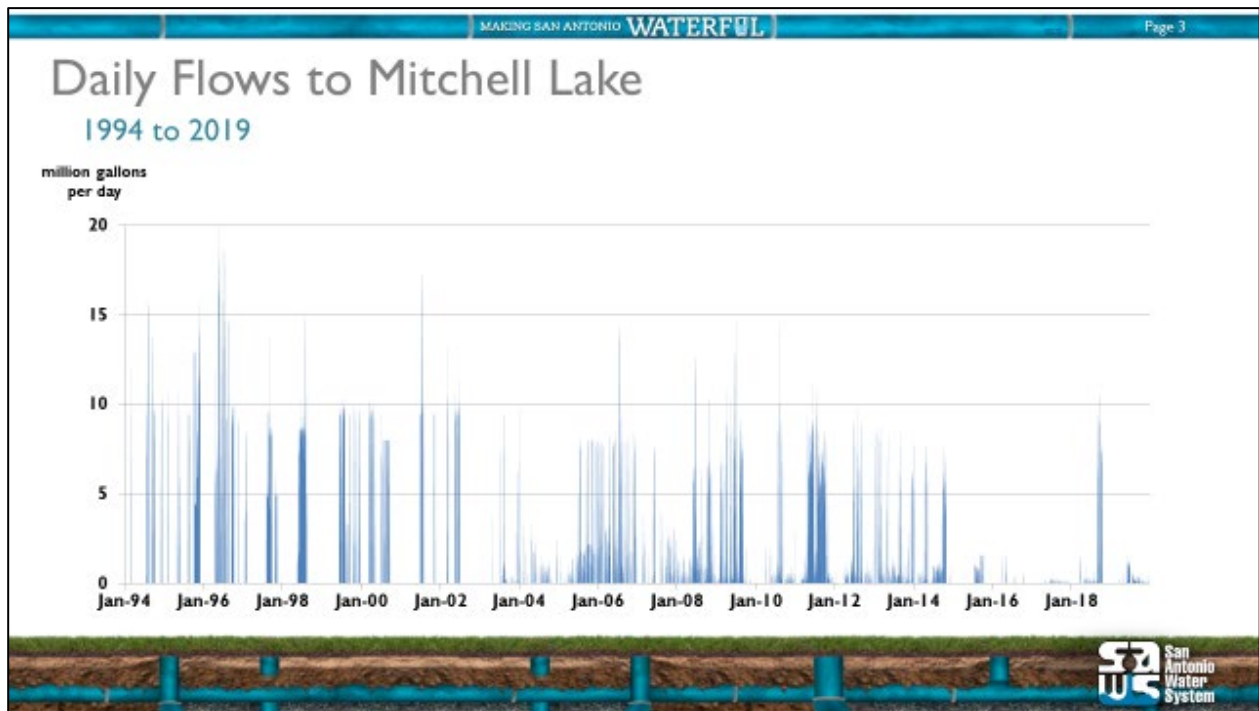 MAKING SAN ANTONIO WATERFUL
Page 3
Daily Flows to Mitchell Lake
1994 to 2019
million gallons
per day
20
15
10
5
0
Jan-94 Jan-96 Jan-98 Jan-00 Jan-02 Jan-04 Jan-06 Jan-08 Jan-10 Jan-12 Jan-14 Jan-16 Jan-18
saws
San
Antonio
Water
System